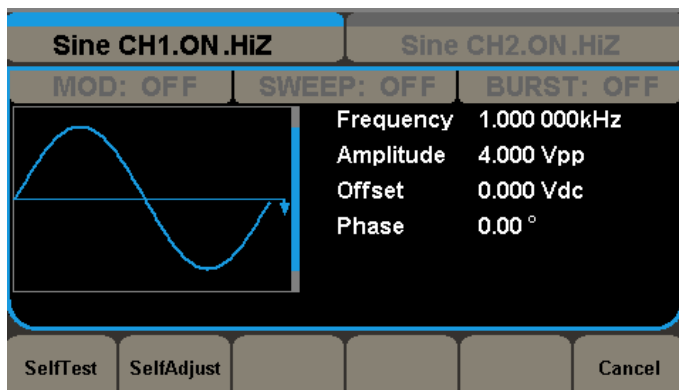 Sine CH1.ON.HiZ Sine CH2.ON.HiZ
MOD: OFF SWEEP: OFF BURST: OFF
Frequency 1.000 000kHz
Amplitude 4.000 Vpp
Offset 0.000 Vdc
Phase 0.00 °
SelfTest SelfAdjust Cancel